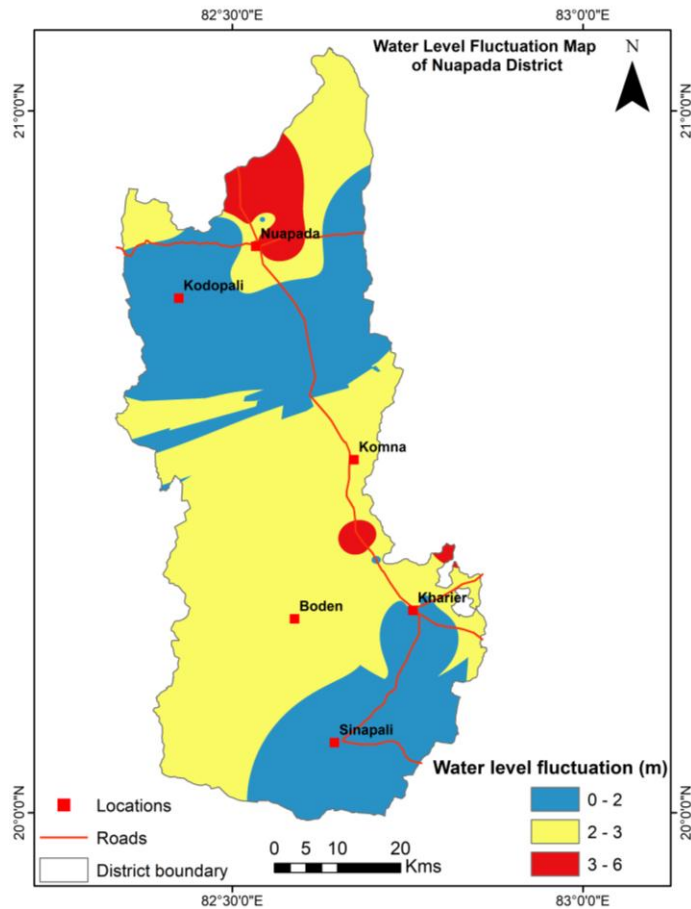 82°30'0"E
83°0'0"E
Water Level Fluctuation Map
of Nuapada District
N
21°0'0"N
21°0'0"N
Nuapada
Kodopali
Komna
Kharier
Boden
Sinapali
Water level fluctuation (m)
Locations
0 - 2
Roads
0 5 10 20
2 - 3
District boundary
Kms
3 - 6
20°0'0"N
20°0'0"N
82°30'0"E
83°0'0"E